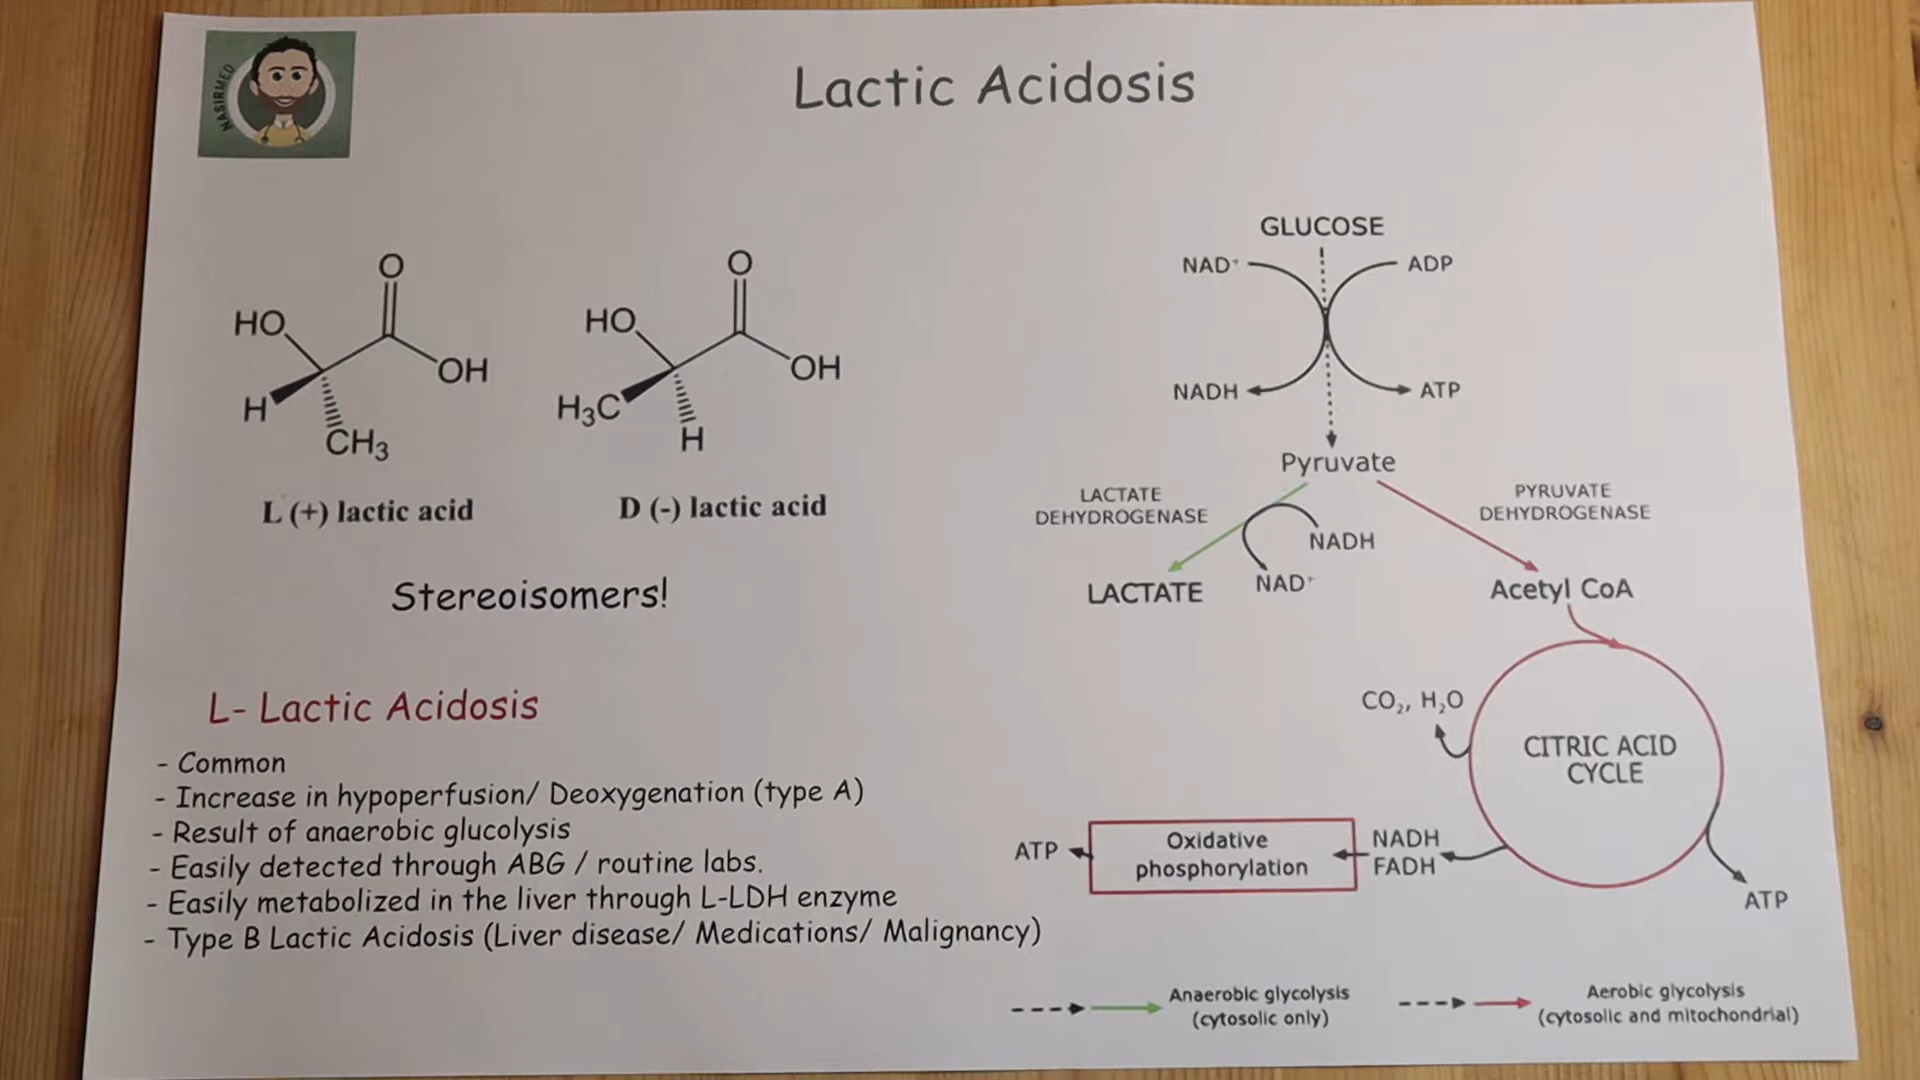 NASIRMED
Lactic Acidosis
O
HO
OH
H
CH₃
L (+) lactic acid
O
HO
OH
H₃C
H
D (-) lactic acid
Stereoisomers!
L- Lactic Acidosis
- Common
- Increase in hypoperfusion/ Deoxygenation (type A)
- Result of anaerobic glucolysis
- Easily detected through ABG / routine labs.
- Easily metabolized in the liver through L-LDH enzyme
- Type B Lactic Acidosis (Liver disease/ Medications/ Malignancy)
GLUCOSE
NAD⁺
ADP
NADH
ATP
Pyruvate
LACTATE
DEHYDROGENASE
PYRUVATE
DEHYDROGENASE
NADH
NAD⁺
LACTATE
Acetyl CoA
CO₂, H₂O
CITRIC ACID
CYCLE
ATP
Oxidative
phosphorylation
NADH
FADH
ATP
Anaerobic glycolysis
(cytosolic only)
Aerobic glycolysis
(cytosolic and mitochondrial)